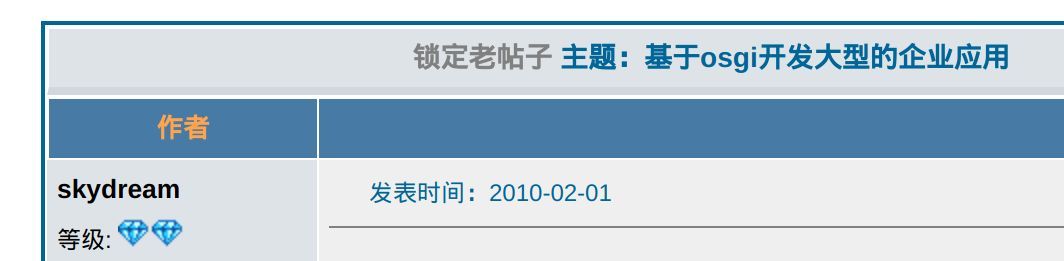 锁定老帖子 主题：基于osgi开发大型的企业应用
作者
skydream
发表时间：2010-02-01
等级: